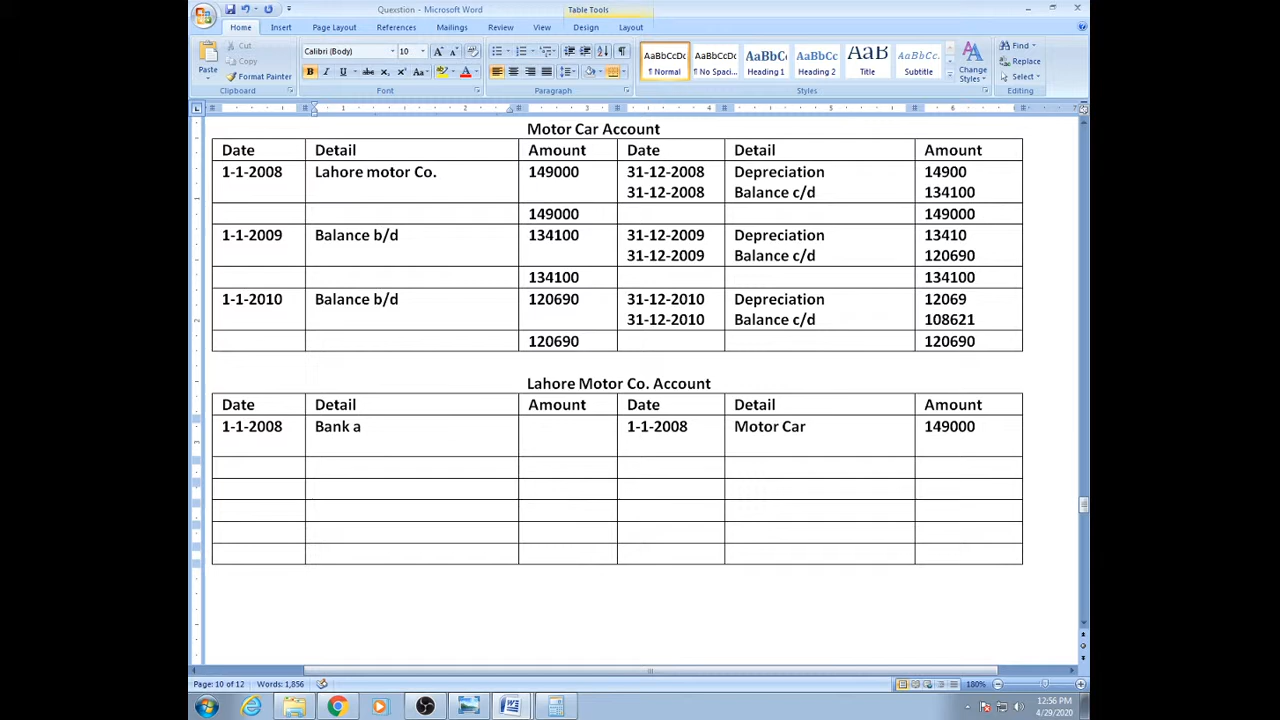 Quexstion - Microsoft Word
Table Tools
Home Insert Page Layout References Mailings Review View Design Layout
Cut
Copy
Format Painter
Paste
Clipboard
Calibri (Body) 10
Font
Paragraph
AaBbCcDc AaBbCcDc AaBbC AaBbCc AaB AaBbCc.
¶ Normal ¶ No Spaci... Heading 1 Heading 2 Title Subtitle
Change Styles
Styles
Find
Replace
Select
Editing
Motor Car Account
Date Detail Amount Date Detail Amount
1-1-2008 Lahore motor Co. 149000 31-12-2008 Depreciation 14900
31-12-2008 Balance c/d 134100
149000 149000
1-1-2009 Balance b/d 134100 31-12-2009 Depreciation 13410
31-12-2009 Balance c/d 120690
134100 134100
1-1-2010 Balance b/d 120690 31-12-2010 Depreciation 12069
31-12-2010 Balance c/d 108621
120690 120690
Lahore Motor Co. Account
Date Detail Amount Date Detail Amount
1-1-2008 Bank a 1-1-2008 Motor Car 149000
Page: 10 of 12 Words: 1,856 180%
12:56 PM
4/29/2020